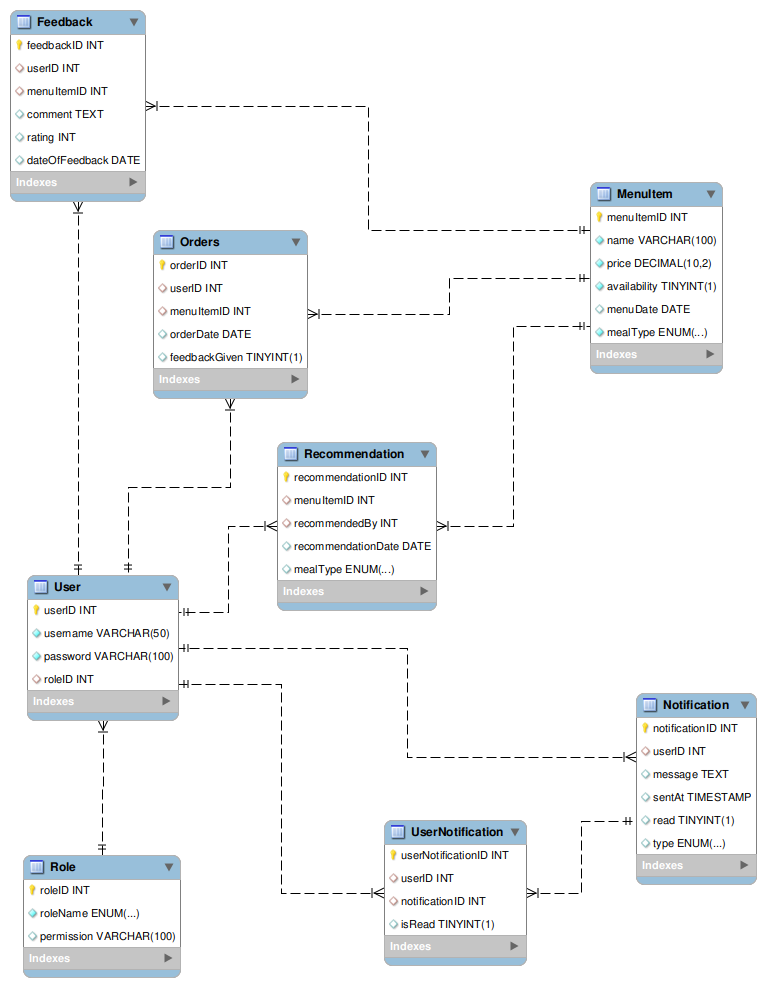 Feedback
feedbackID INT
userID INT
menuItemID INT
comment TEXT
rating INT
dateOfFeedback DATE
Indexes
MenuItem
menuItemID INT
name VARCHAR(100)
price DECIMAL(10,2)
availability TINYINT(1)
menuDate DATE
mealType ENUM(...)
Indexes
Orders
orderID INT
userID INT
menuItemID INT
orderDate DATE
feedbackGiven TINYINT(1)
Indexes
Recommendation
recommendationID INT
menuItemID INT
recommendedBy INT
recommendationDate DATE
mealType ENUM(...)
Indexes
User
userID INT
username VARCHAR(50)
password VARCHAR(100)
roleID INT
Indexes
Notification
notificationID INT
userID INT
message TEXT
sentAt TIMESTAMP
read TINYINT(1)
type ENUM(...)
Indexes
UserNotification
userNotificationID INT
userID INT
notificationID INT
isRead TINYINT(1)
Indexes
Role
roleID INT
roleName ENUM(...)
permission VARCHAR(100)
Indexes